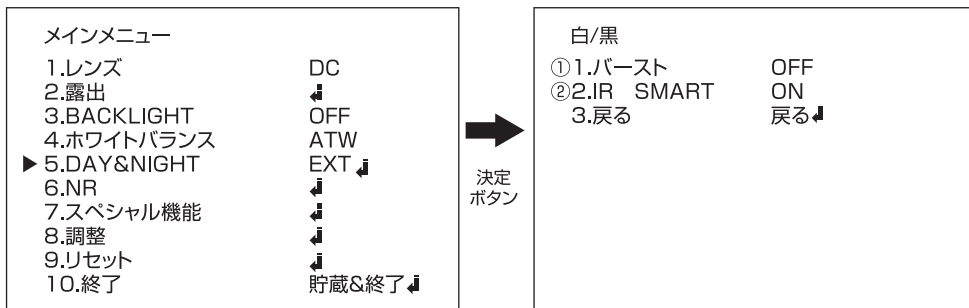 メインメニュー
1.レンズ DC
2.露出 ↲
3.BACKLIGHT OFF
4.ホワイトバランス ATW
▶ 5.DAY&NIGHT EXT ↲
6.NR ↲
7.スペシャル機能 ↲
8.調整 ↲
9.リセット ↲
10.終了 貯蔵&終了↲
決定
ボタン
白/黒
①1.バースト OFF
②2.IR SMART ON
3.戻る 戻る↲